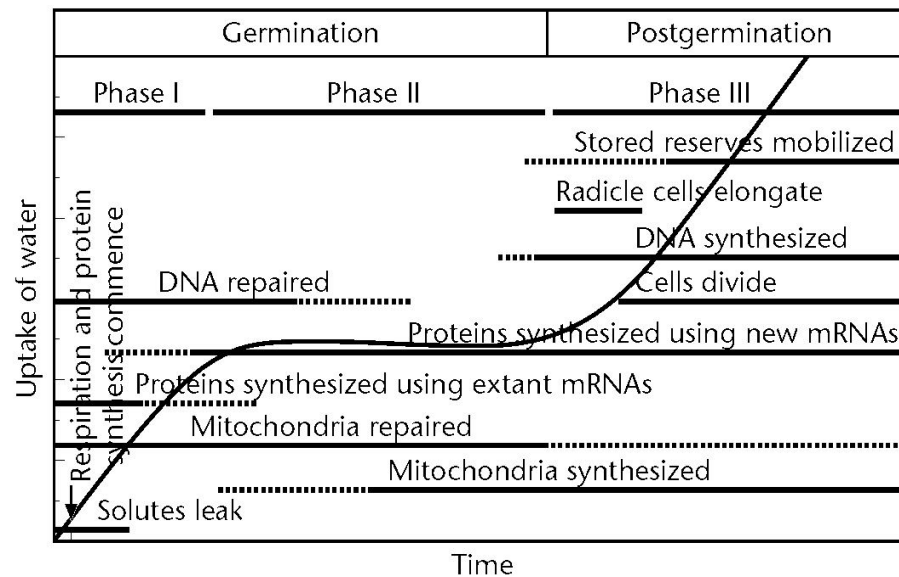 Germination
Postgermination
Phase I
Phase II
Phase III
Stored reserves mobilized
Radicle cells elongate
DNA synthesized
DNA repaired
Cells divide
Proteins synthesized using new mRNAs
Proteins synthesized using extant mRNAs
Mitochondria repaired
Mitochondria synthesized
Solutes leak
Respiration and protein
synthesis commence
Uptake of water
Time